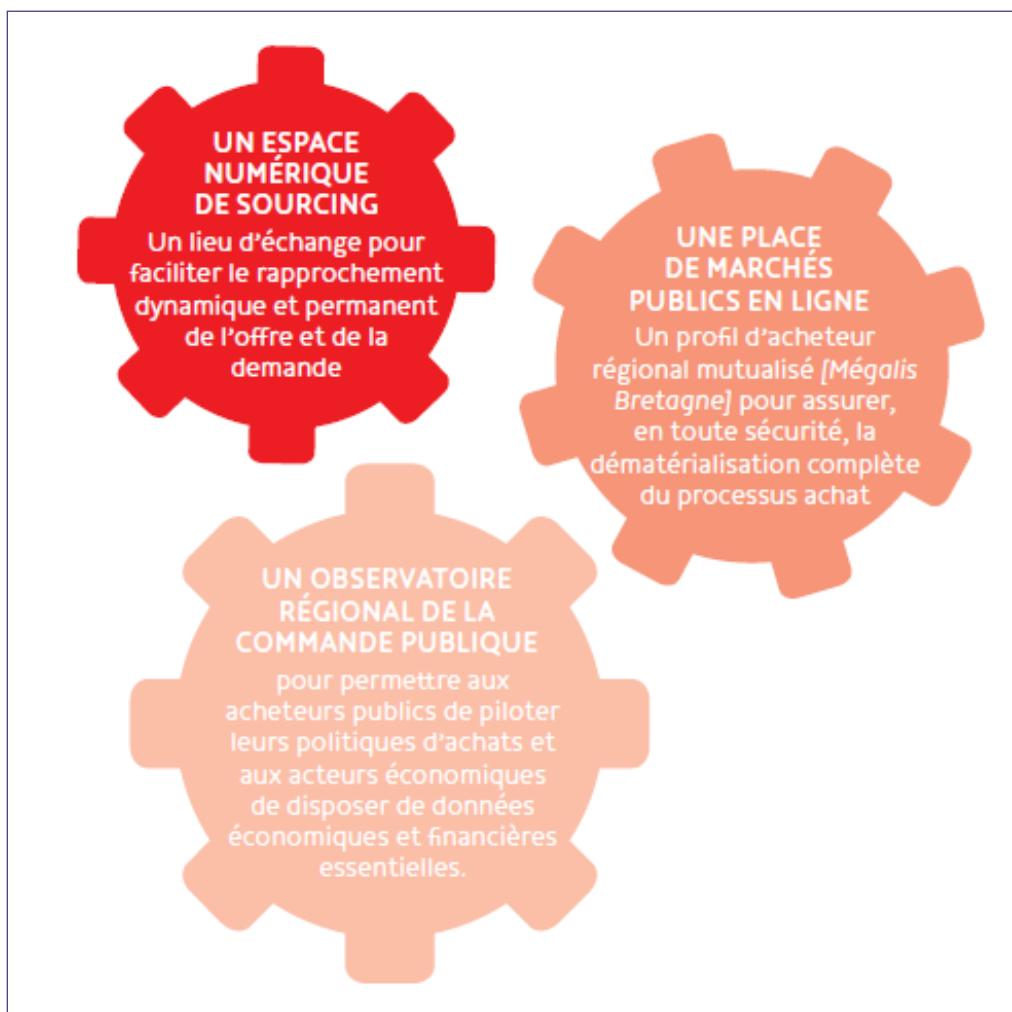 UN ESPACE
NUMÉRIQUE
DE SOURCING
Un lieu d'échange pour
faciliter le rapprochement
dynamique et permanent
de l'offre et de la
demande
UNE PLACE
DE MARCHÉS
PUBLICS EN LIGNE
Un profil d'acheteur
régional mutualisé [Mégalis
Bretagne] pour assurer,
en toute sécurité, la
dématérialisation complète
du processus achat
UN OBSERVATOIRE
RÉGIONAL DE LA
COMMANDE PUBLIQUE
pour permettre aux
acheteurs publics de piloter
leurs politiques d'achats et
aux acteurs économiques
de disposer de données
économiques et financières
essentielles.